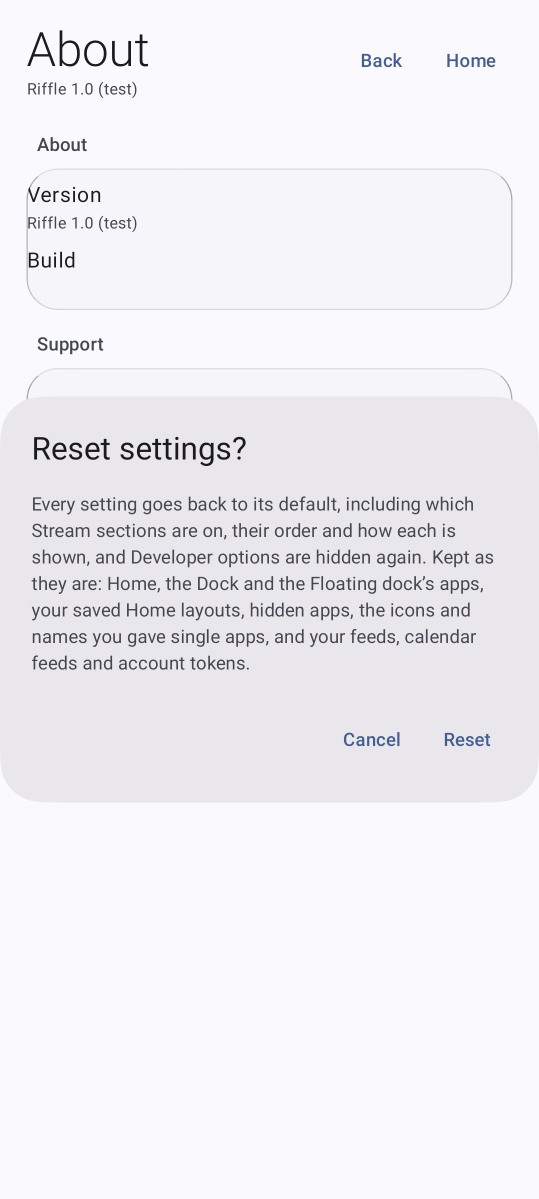 About
Back
Home
Riffle 1.0 (test)
About
Version
Riffle 1.0 (test)
Build
Support
Reset settings?
Every setting goes back to its default, including which
Stream sections are on, their order and how each is
shown, and Developer options are hidden again. Kept as
they are: Home, the Dock and the Floating dock’s apps,
your saved Home layouts, hidden apps, the icons and
names you gave single apps, and your feeds, calendar
feeds and account tokens.
Cancel
Reset